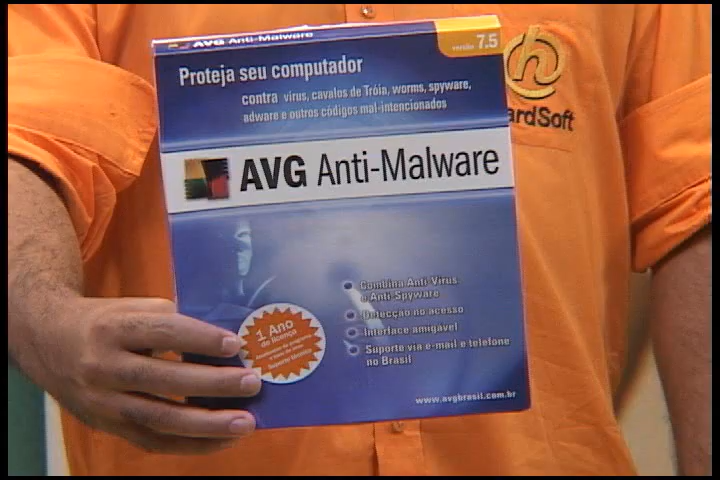 AVG Anti-Malware
versão 7.5
Proteja seu computador
contra vírus, cavalos de Tróia, worms, spyware,
adware e outros códigos mal-intencionados
ardSoft
AVG Anti-Malware
Combina Anti-Vírus
e Anti-Spyware
Detecção no acesso
Interface amigável
Suporte via e-mail e telefone
no Brasil
1 Ano
de licença
www.avgbrasil.com.br